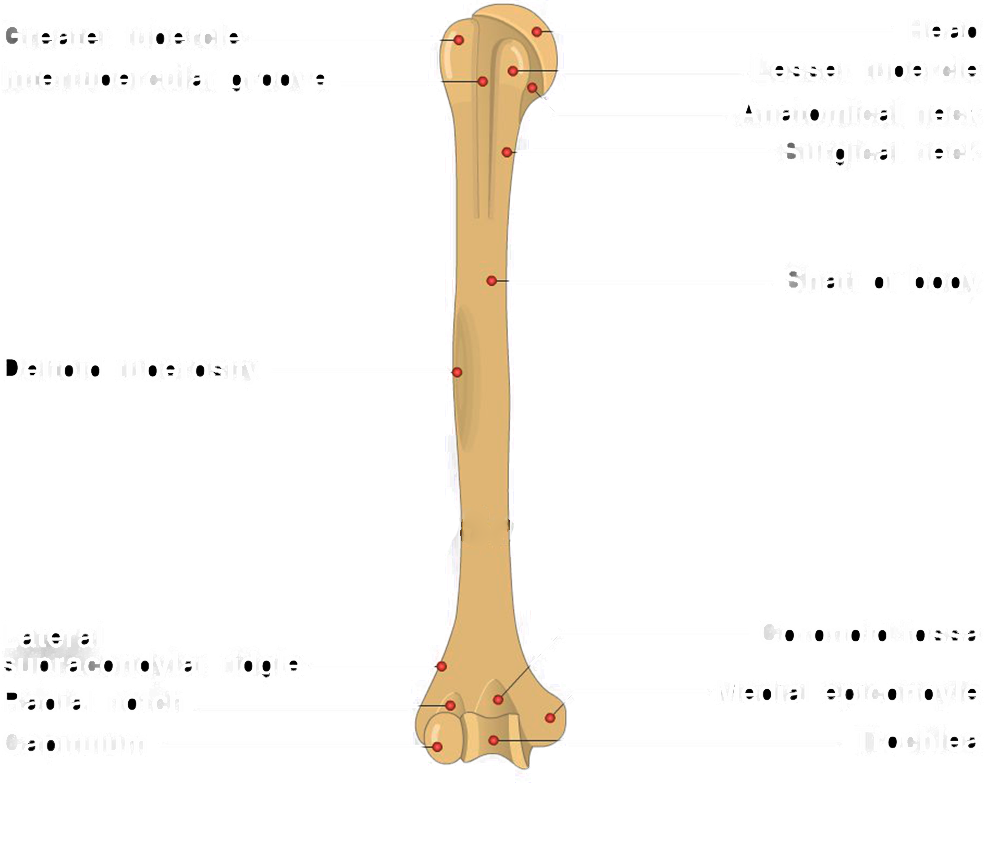 Greater tubercle
Head
Intertubercular groove
Lesser tubercle
Anatomical neck
Surgical neck
Shaft or body
Deltoid tuberosity
Lateral
supracondylar ridge
Coronoid fossa
Radial notch
Medial epicondyle
Capitulum
Trochlea